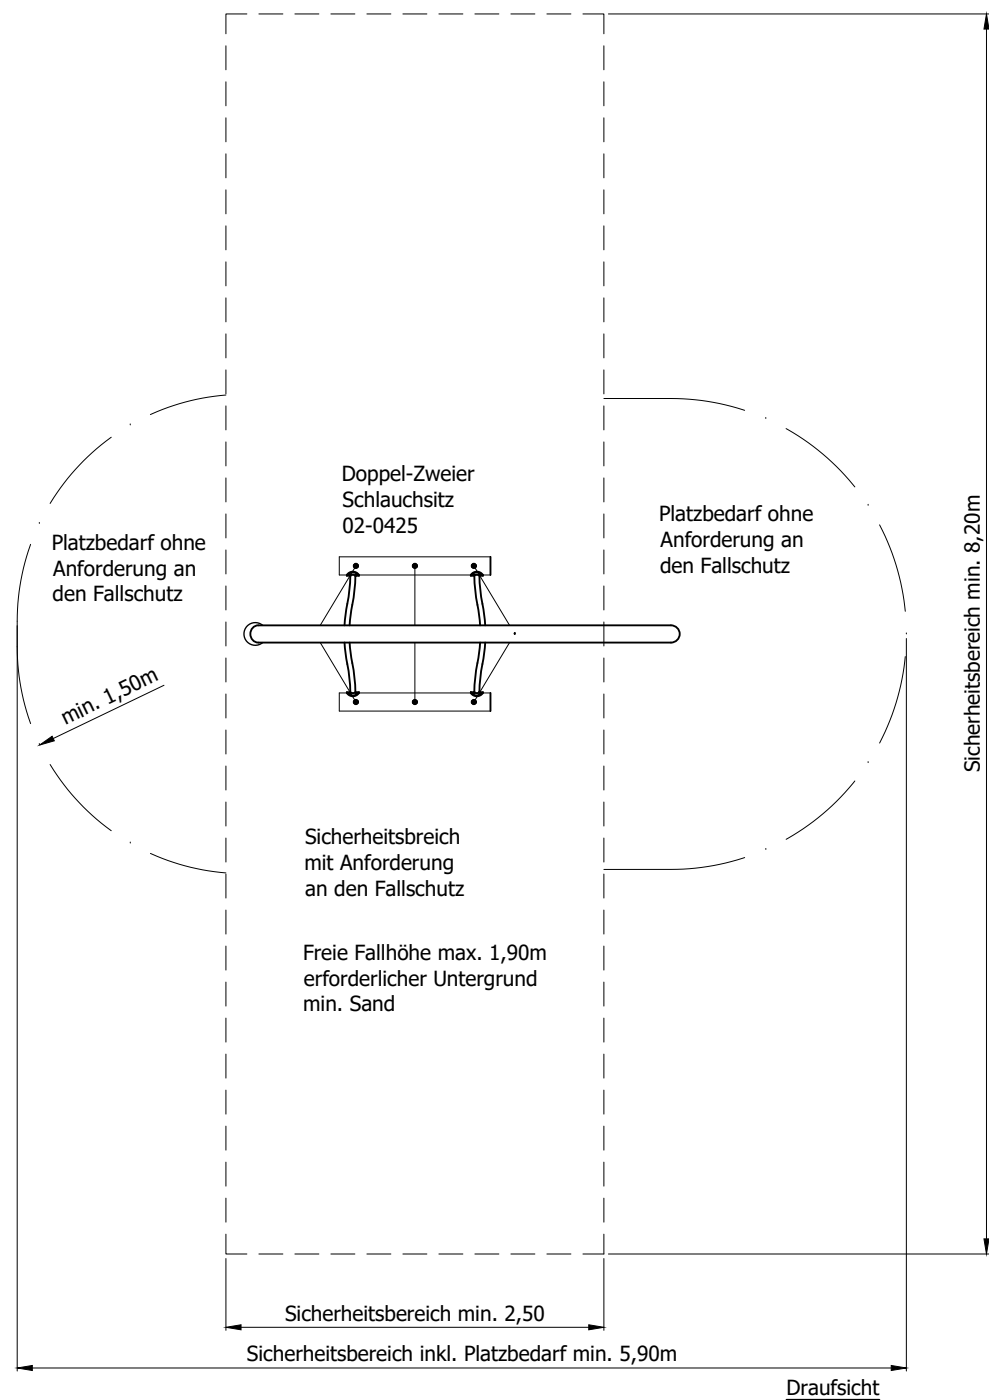 Doppel-Zweier
Schlauchsitz
02-0425
Platzbedarf ohne
Anforderung an
den Fallschutz
Platzbedarf ohne
Anforderung an
den Fallschutz
min. 1,50m
Sicherheitsbereich min. 8,20m
Sicherheitsbreich
mit Anforderung
an den Fallschutz
Freie Fallhöhe max. 1,90m
erforderlicher Untergrund
min. Sand
Sicherheitsbereich min. 2,50
Sicherheitsbereich inkl. Platzbedarf min. 5,90m
Draufsicht